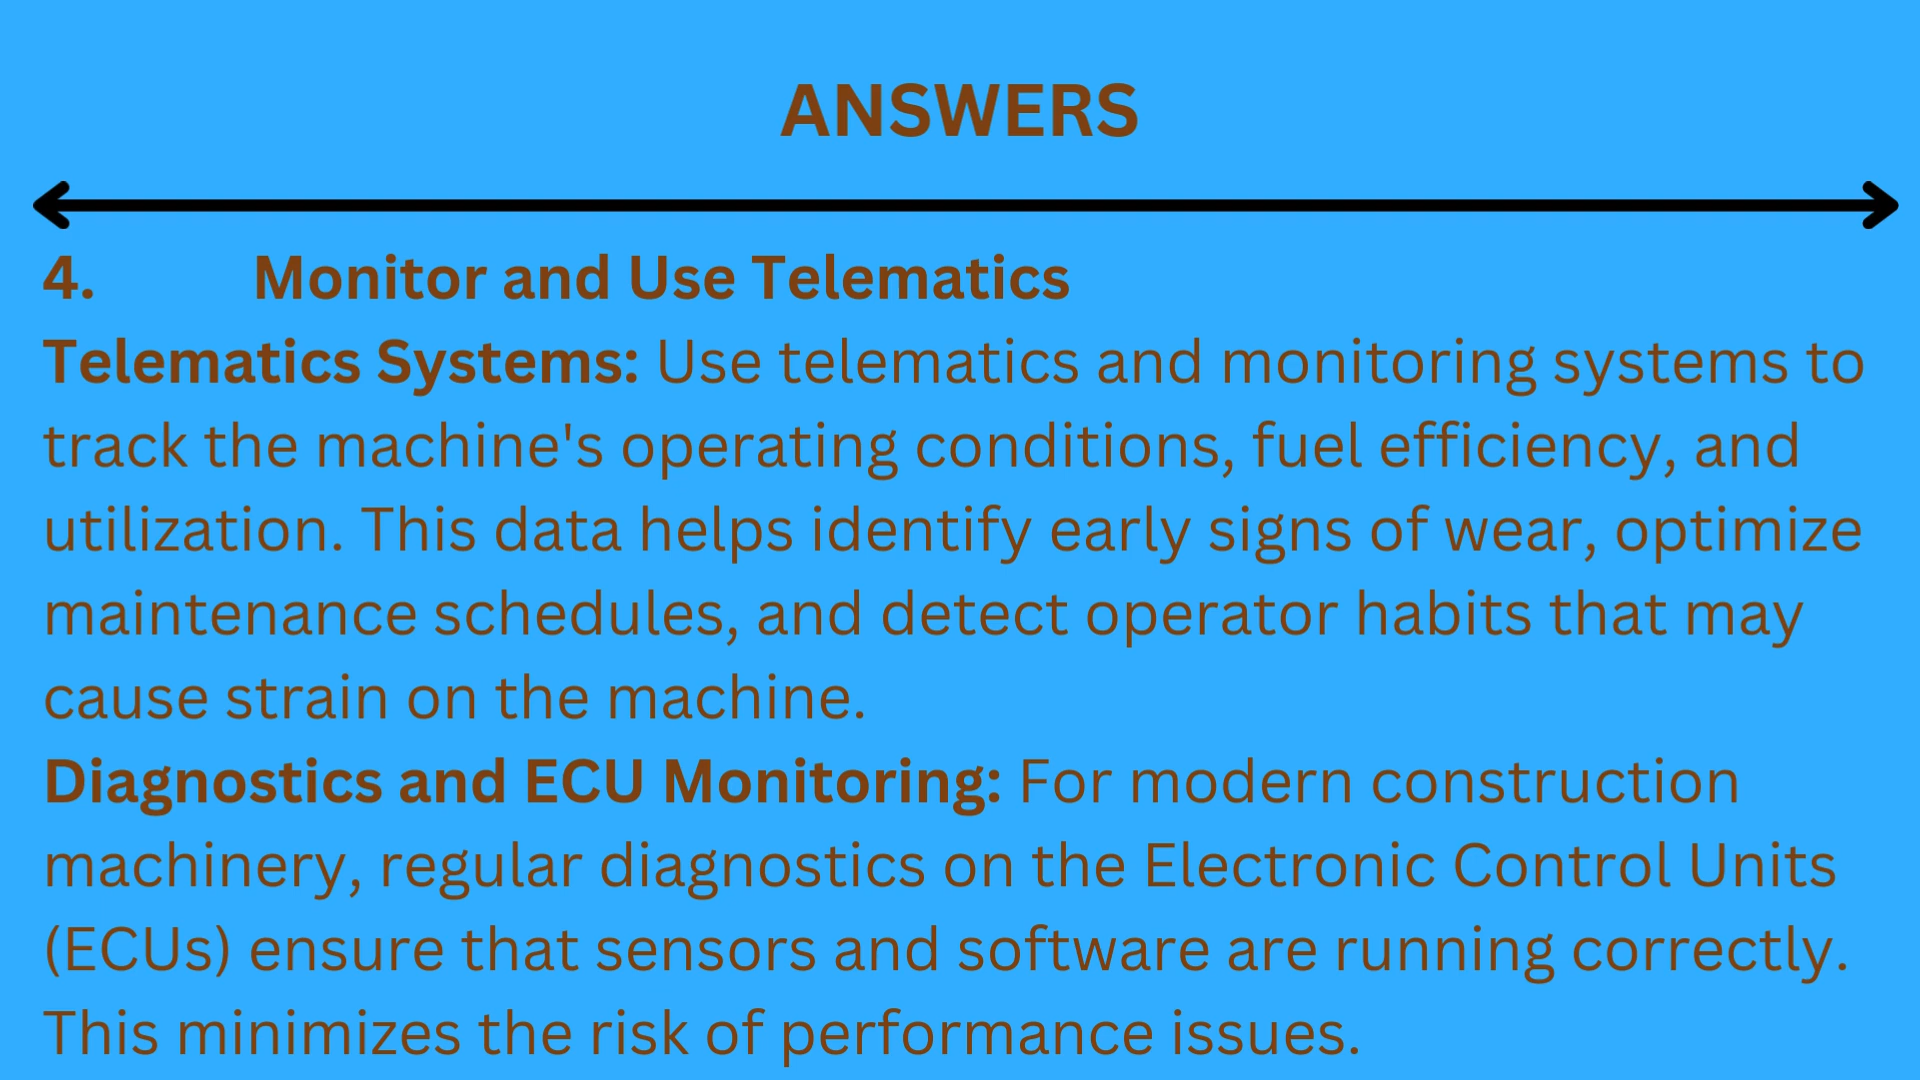 ANSWERS
4. Monitor and Use Telematics
Telematics Systems: Use telematics and monitoring systems to
track the machine's operating conditions, fuel efficiency, and
utilization. This data helps identify early signs of wear, optimize
maintenance schedules, and detect operator habits that may
cause strain on the machine.
Diagnostics and ECU Monitoring: For modern construction
machinery, regular diagnostics on the Electronic Control Units
(ECUs) ensure that sensors and software are running correctly.
This minimizes the risk of performance issues.